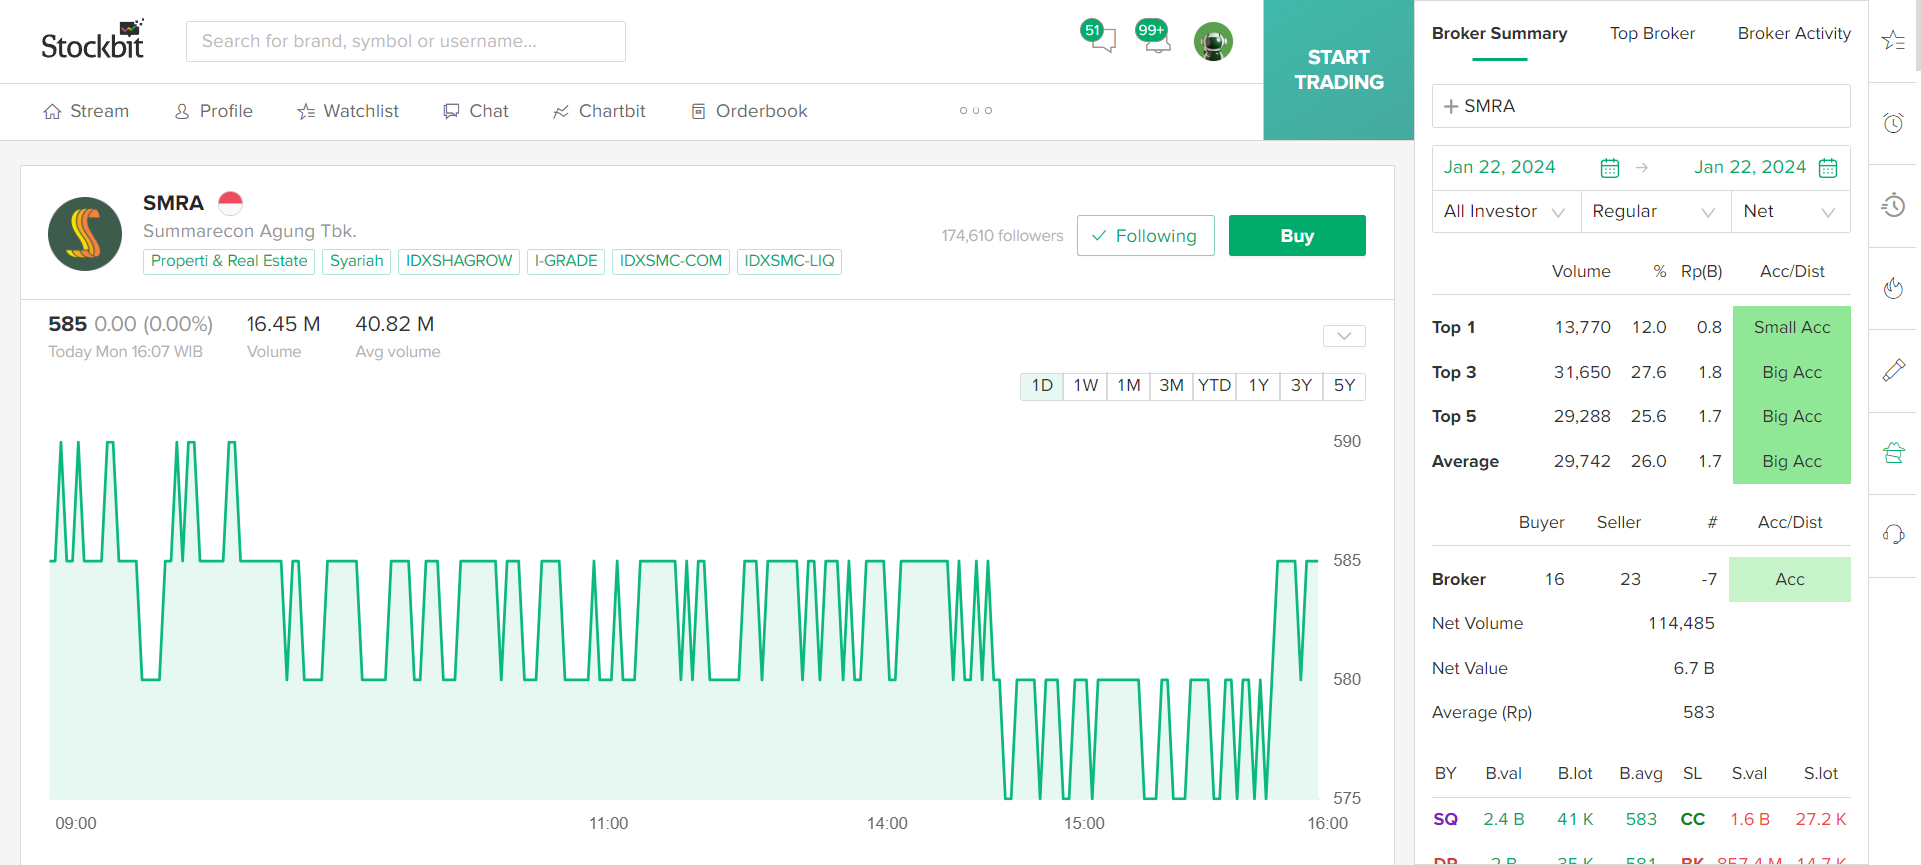 Stockbit
Search for brand, symbol or username...
51
99+
START
TRADING
Stream
Profile
Watchlist
Chat
Chartbit
Orderbook
SMRA
Summarecon Agung Tbk.
Properti & Real Estate
Syariah
IDXSHAGROW
I-GRADE
IDXSMC-COM
IDXSMC-LIQ
174,610 followers
Following
Buy
585 0.00 (0.00%)
Today Mon 16:07 WIB
16.45 M
Volume
40.82 M
Avg volume
1D 1W 1M 3M YTD 1Y 3Y 5Y
590
585
580
575
09:00 11:00 14:00 15:00 16:00
Broker Summary Top Broker Broker Activity
+ SMRA
Jan 22, 2024 → Jan 22, 2024
All Investor Regular Net
Volume % Rp(B) Acc/Dist
Top 1 13,770 12.0 0.8 Small Acc
Top 3 31,650 27.6 1.8 Big Acc
Top 5 29,288 25.6 1.7 Big Acc
Average 29,742 26.0 1.7 Big Acc
Buyer Seller # Acc/Dist
Broker 16 23 -7 Acc
Net Volume 114,485
Net Value 6.7 B
Average (Rp) 583
BY B.val B.lot B.avg SL S.val S.lot
SQ 2.4 B 41 K 583 CC 1.6 B 27.2 K
2 B 35 K 581 BK 857.4 M 14.7 K